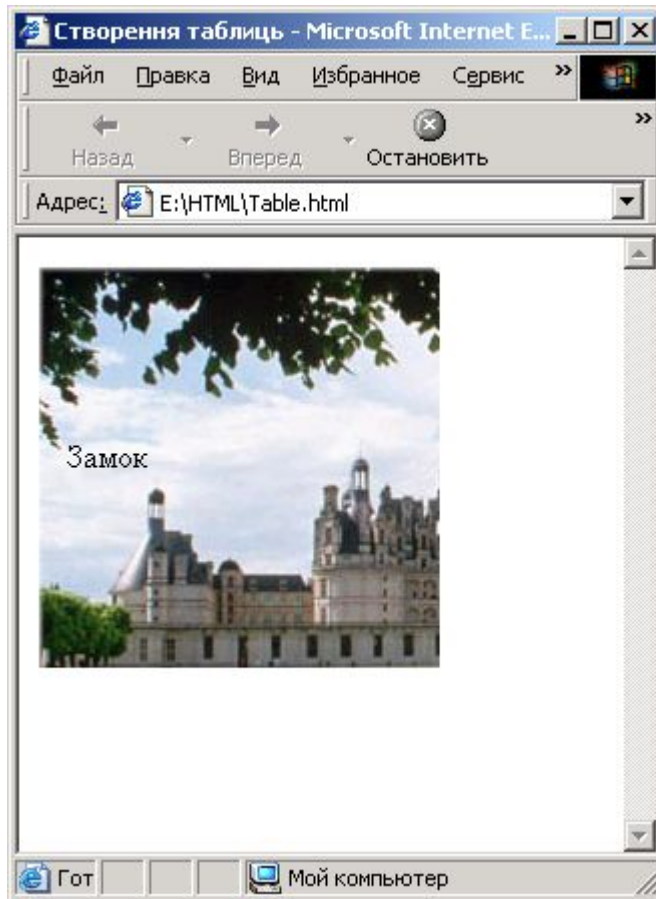 Створення таблиць - Microsoft Internet E...
Файл Правка Вид Избранное Сервис »
Назад Вперед Остановить »
Адрес: E:\HTML\Table.html
Замок
Гот Мой компьютер